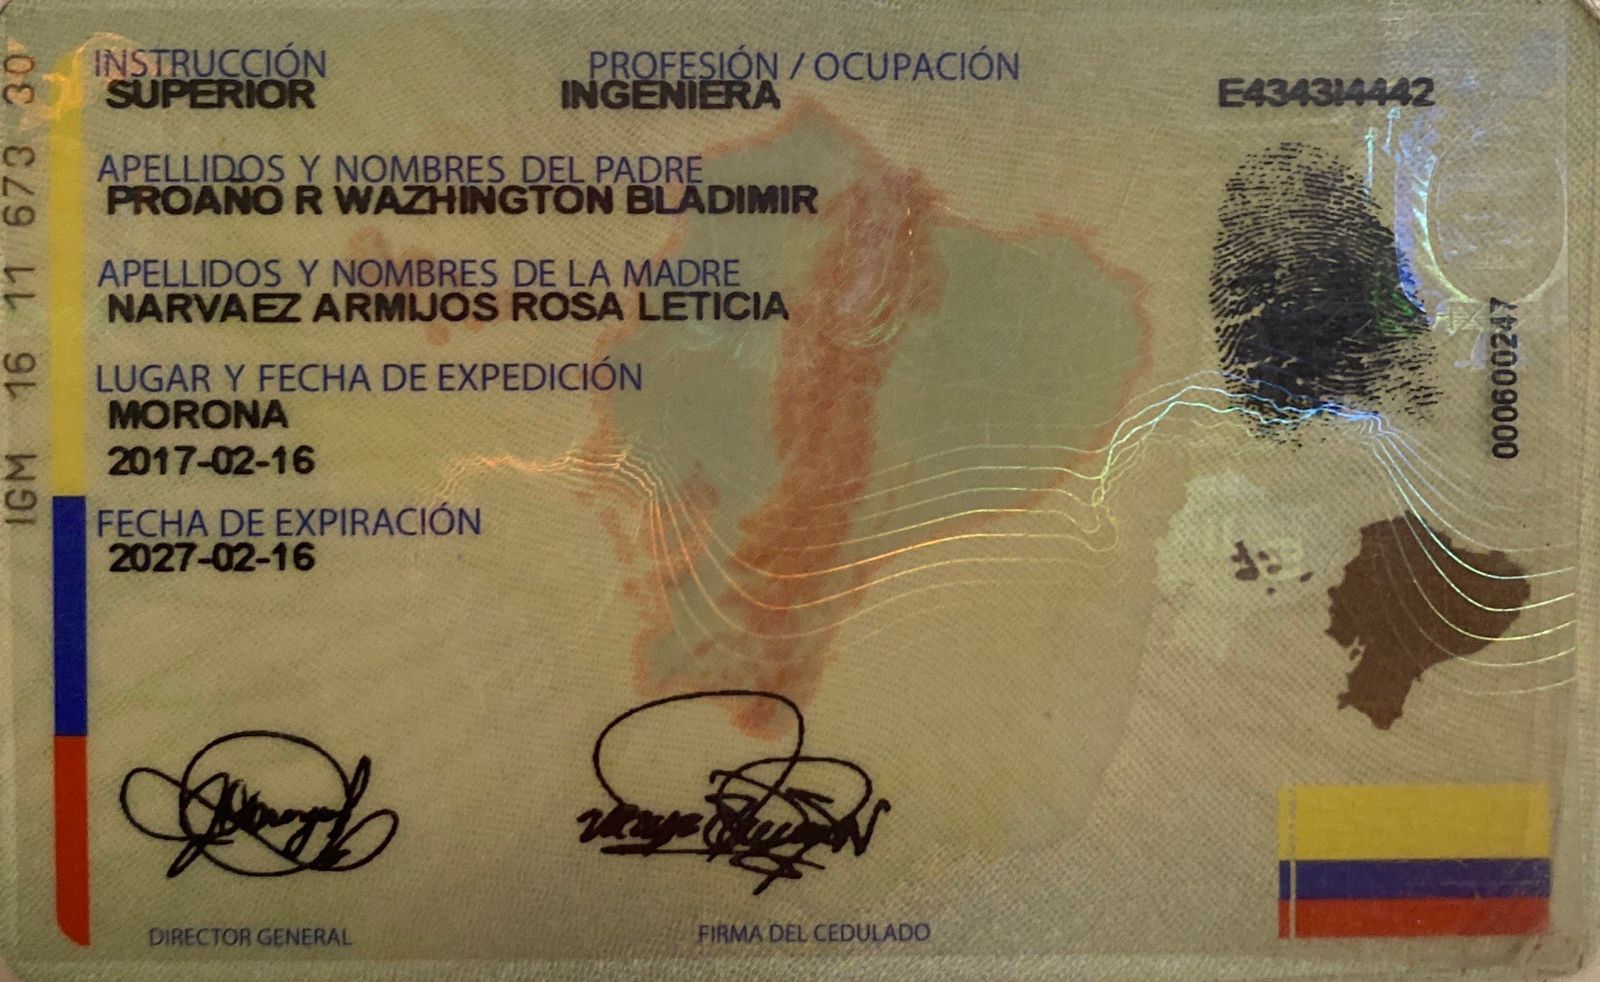 INSTRUCCIÓN
SUPERIOR
PROFESIÓN / OCUPACIÓN
INGENIERA
E4343I4442
APELLIDOS Y NOMBRES DEL PADRE
PROAÑO R WAZHINGTON BLADIMIR
APELLIDOS Y NOMBRES DE LA MADRE
NARVAEZ ARMIJOS ROSA LETICIA
LUGAR Y FECHA DE EXPEDICIÓN
MORONA
2017-02-16
FECHA DE EXPIRACIÓN
2027-02-16
IGM 16 11 673 30
000600247
DIRECTOR GENERAL
FIRMA DEL CEDULADO